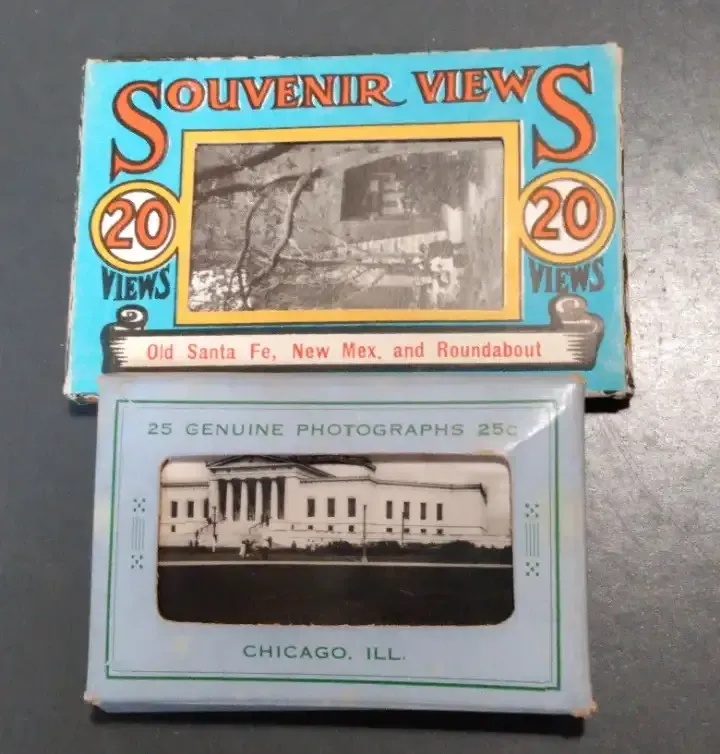 SOUVENIR VIEWS
20 VIEWS
20 VIEWS
Old Santa Fe, New Mex. and Roundabout
25 GENUINE PHOTOGRAPHS 25c
CHICAGO, ILL.